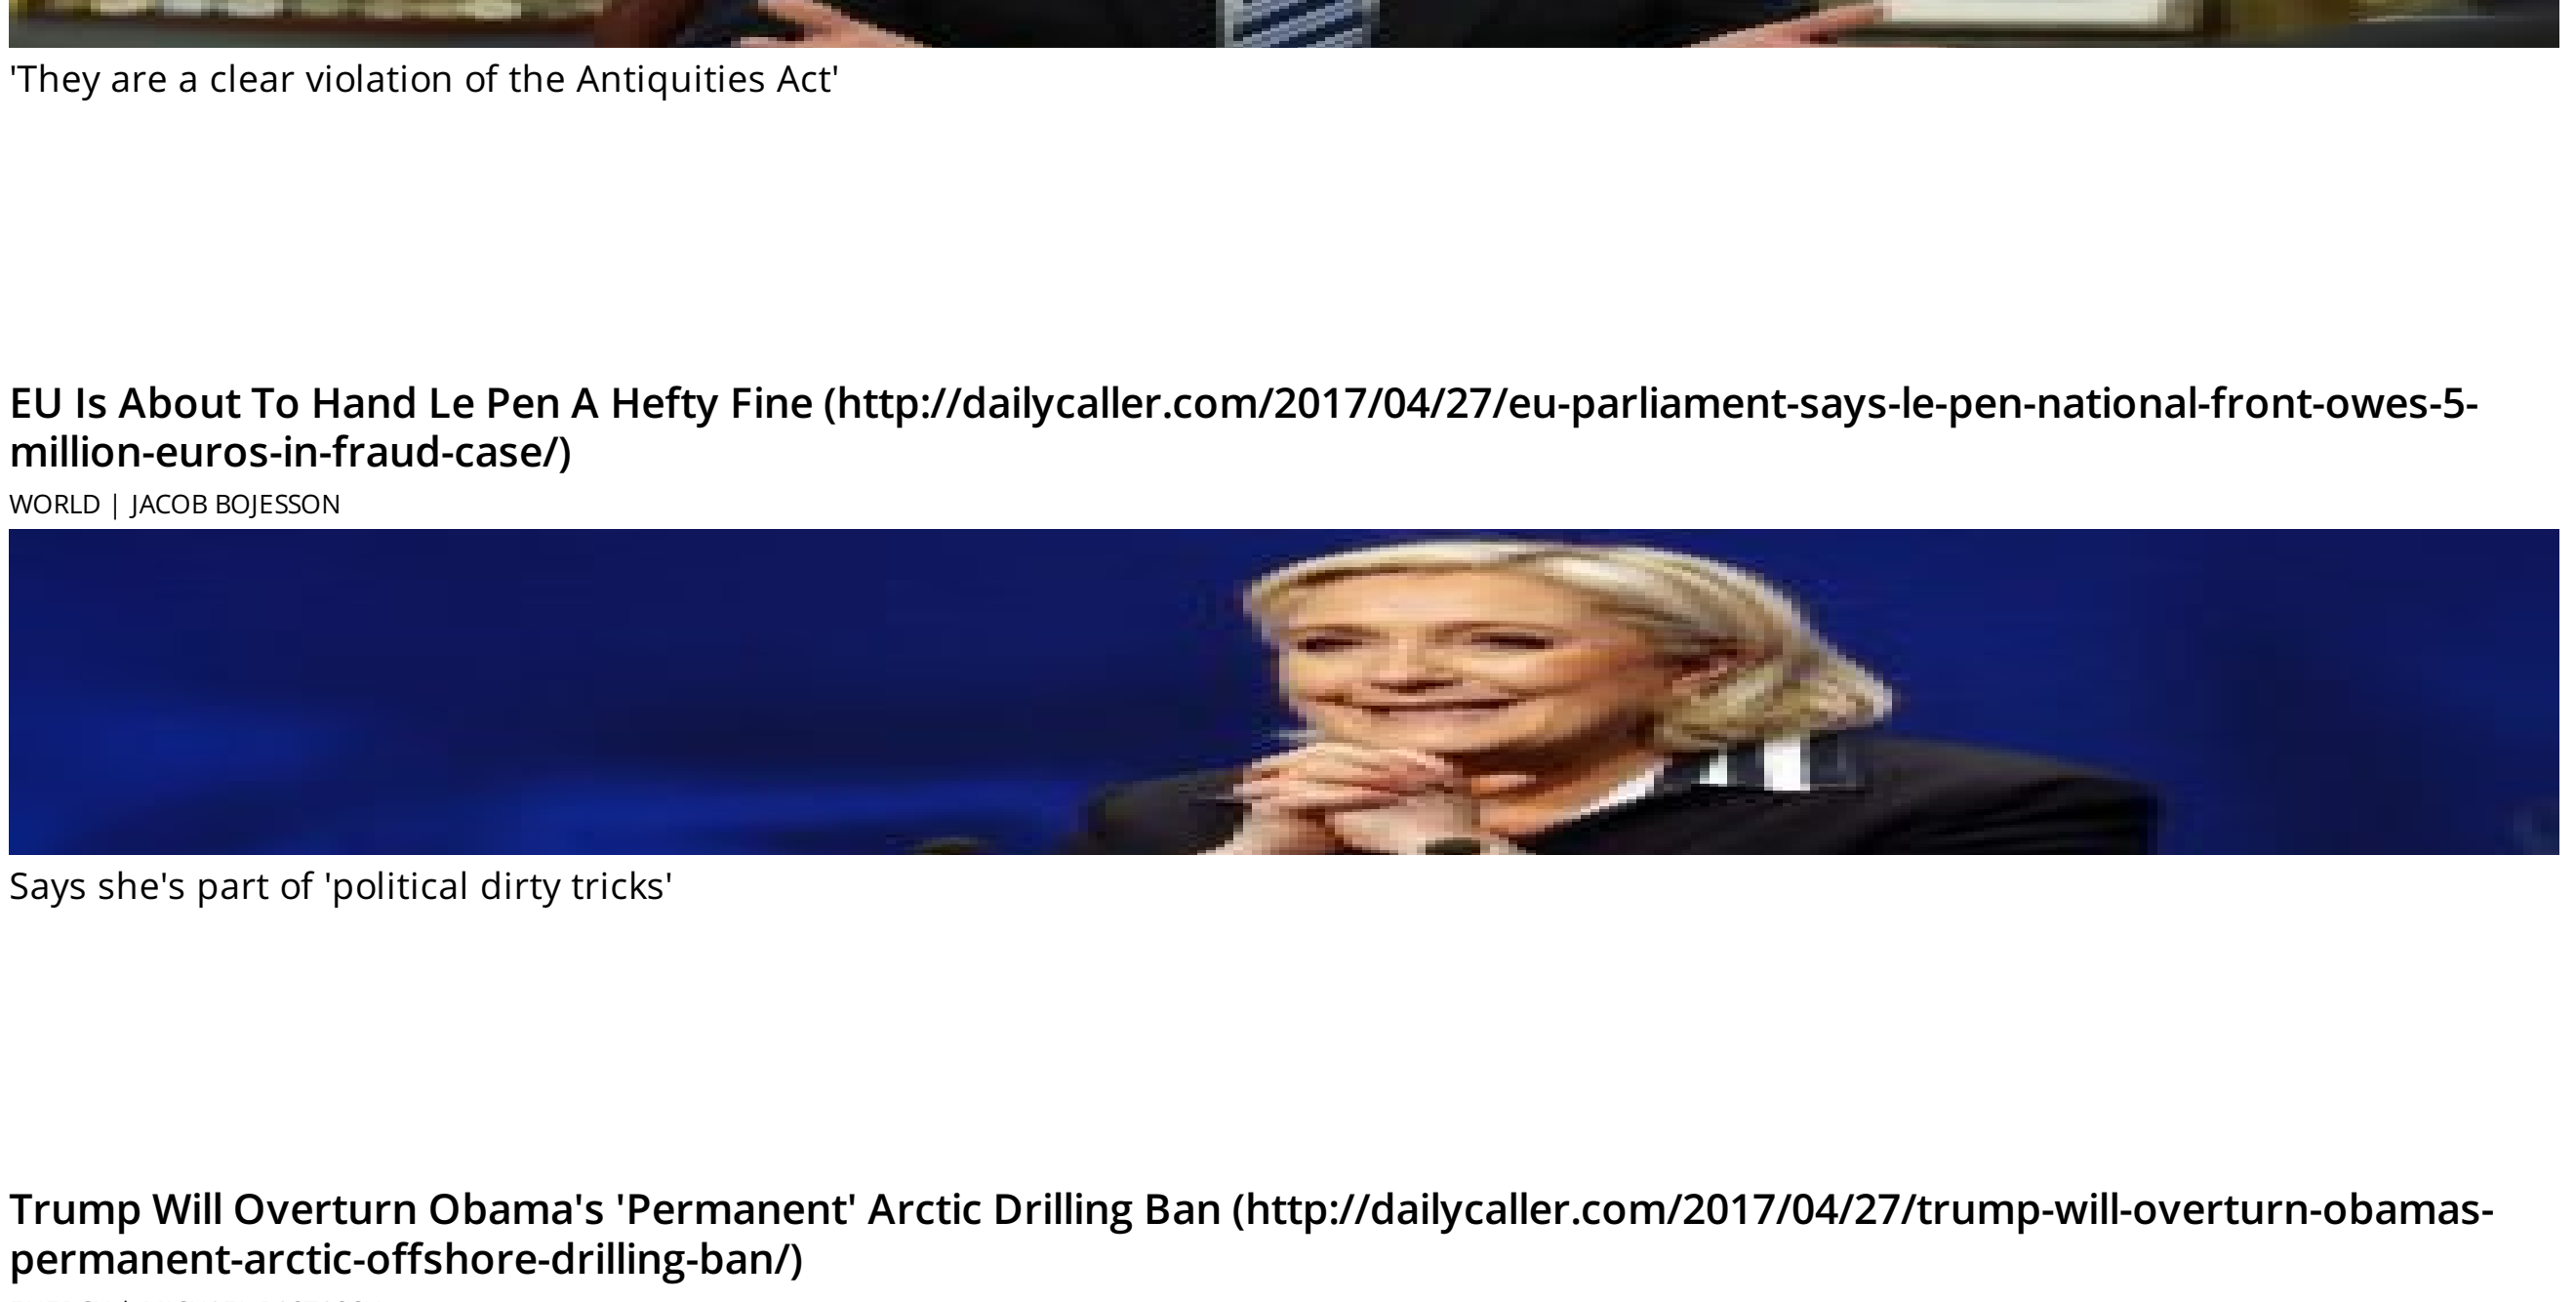 'They are a clear violation of the Antiquities Act'
EU Is About To Hand Le Pen A Hefty Fine (http://dailycaller.com/2017/04/27/eu-parliament-says-le-pen-national-front-owes-5-
million-euros-in-fraud-case/)
WORLD | JACOB BOJESSON
Says she's part of 'political dirty tricks'
Trump Will Overturn Obama's 'Permanent' Arctic Drilling Ban (http://dailycaller.com/2017/04/27/trump-will-overturn-obamas-
permanent-arctic-offshore-drilling-ban/)